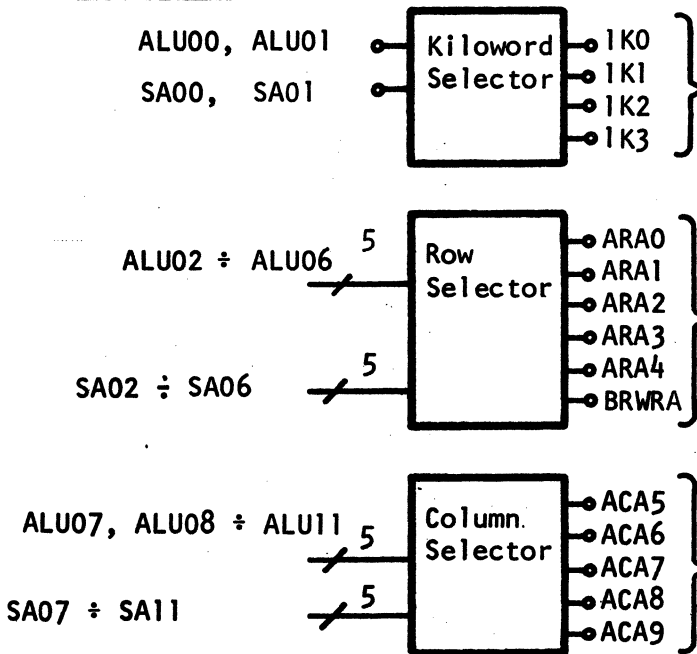 ALU00, ALU01
SA00, SA01
Kiloword
Selector
1K0
1K1
1K2
1K3
ALU02 ÷ ALU06
5
SA02 ÷ SA06
5
Row
Selector
ARA0
ARA1
ARA2
ARA3
ARA4
BRWRA
ALU07, ALU08 ÷ ALU11
5
SA07 ÷ SA11
5
Column
Selector
ACA5
ACA6
ACA7
ACA8
ACA9